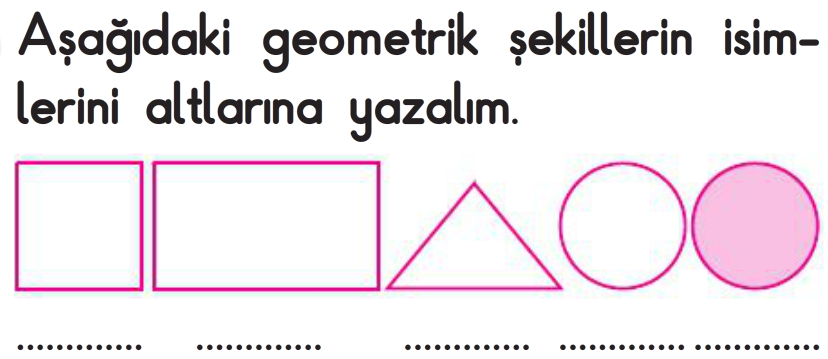 Aşağıdaki geometrik şekillerin isim-
lerini altlarına yazalım.
............. ............. ............. ............. .............